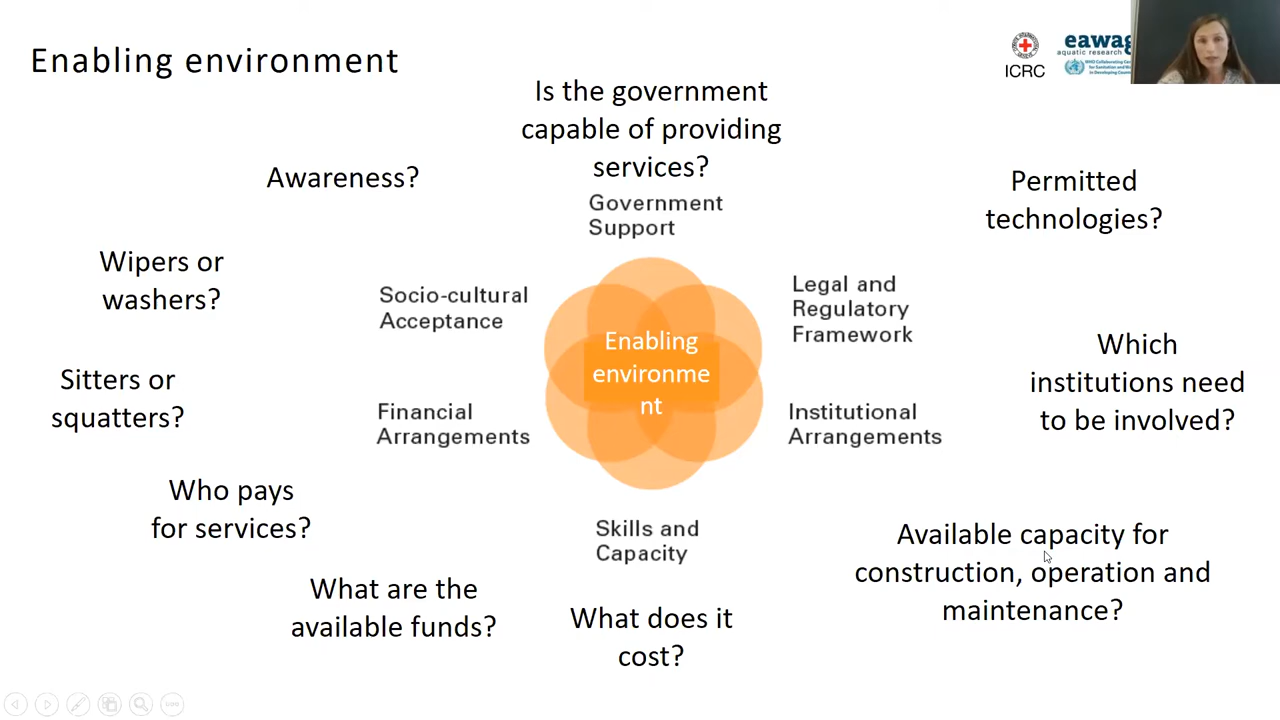 Enabling environment
ICRC
eawag
aquatic research
Is the government
capable of providing
services?
Awareness?
Permitted
technologies?
Government
Support
Wipers or
washers?
Socio-cultural
Acceptance
Legal and
Regulatory
Framework
Enabling
environme
nt
Which
institutions need
to be involved?
Sitters or
squatters?
Financial
Arrangements
Institutional
Arrangements
Who pays
for services?
Skills and
Capacity
Available capacity for
construction, operation and
maintenance?
What are the
available funds?
What does it
cost?